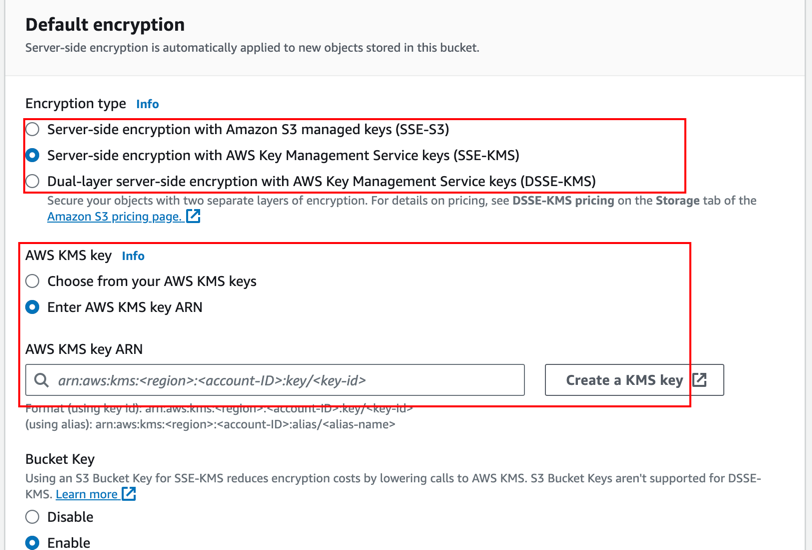 Default encryption
Server-side encryption is automatically applied to new objects stored in this bucket.
Encryption type Info
Server-side encryption with Amazon S3 managed keys (SSE-S3)
Server-side encryption with AWS Key Management Service keys (SSE-KMS)
Dual-layer server-side encryption with AWS Key Management Service keys (DSSE-KMS)
Secure your objects with two separate layers of encryption. For details on pricing, see DSSE-KMS pricing on the Storage tab of the
Amazon S3 pricing page.
AWS KMS key Info
Choose from your AWS KMS keys
Enter AWS KMS key ARN
AWS KMS key ARN
arn:aws:kms:<region>:<account-ID>:key/<key-id>
Create a KMS key
Format (using key id): arn:aws:kms:<region>:<account-ID>:key/<key-id>
(using alias): arn:aws:kms:<region>:<account-ID>:alias/<alias-name>
Bucket Key
Using an S3 Bucket Key for SSE-KMS reduces encryption costs by lowering calls to AWS KMS. S3 Bucket Keys aren't supported for DSSE-
KMS. Learn more
Disable
Enable